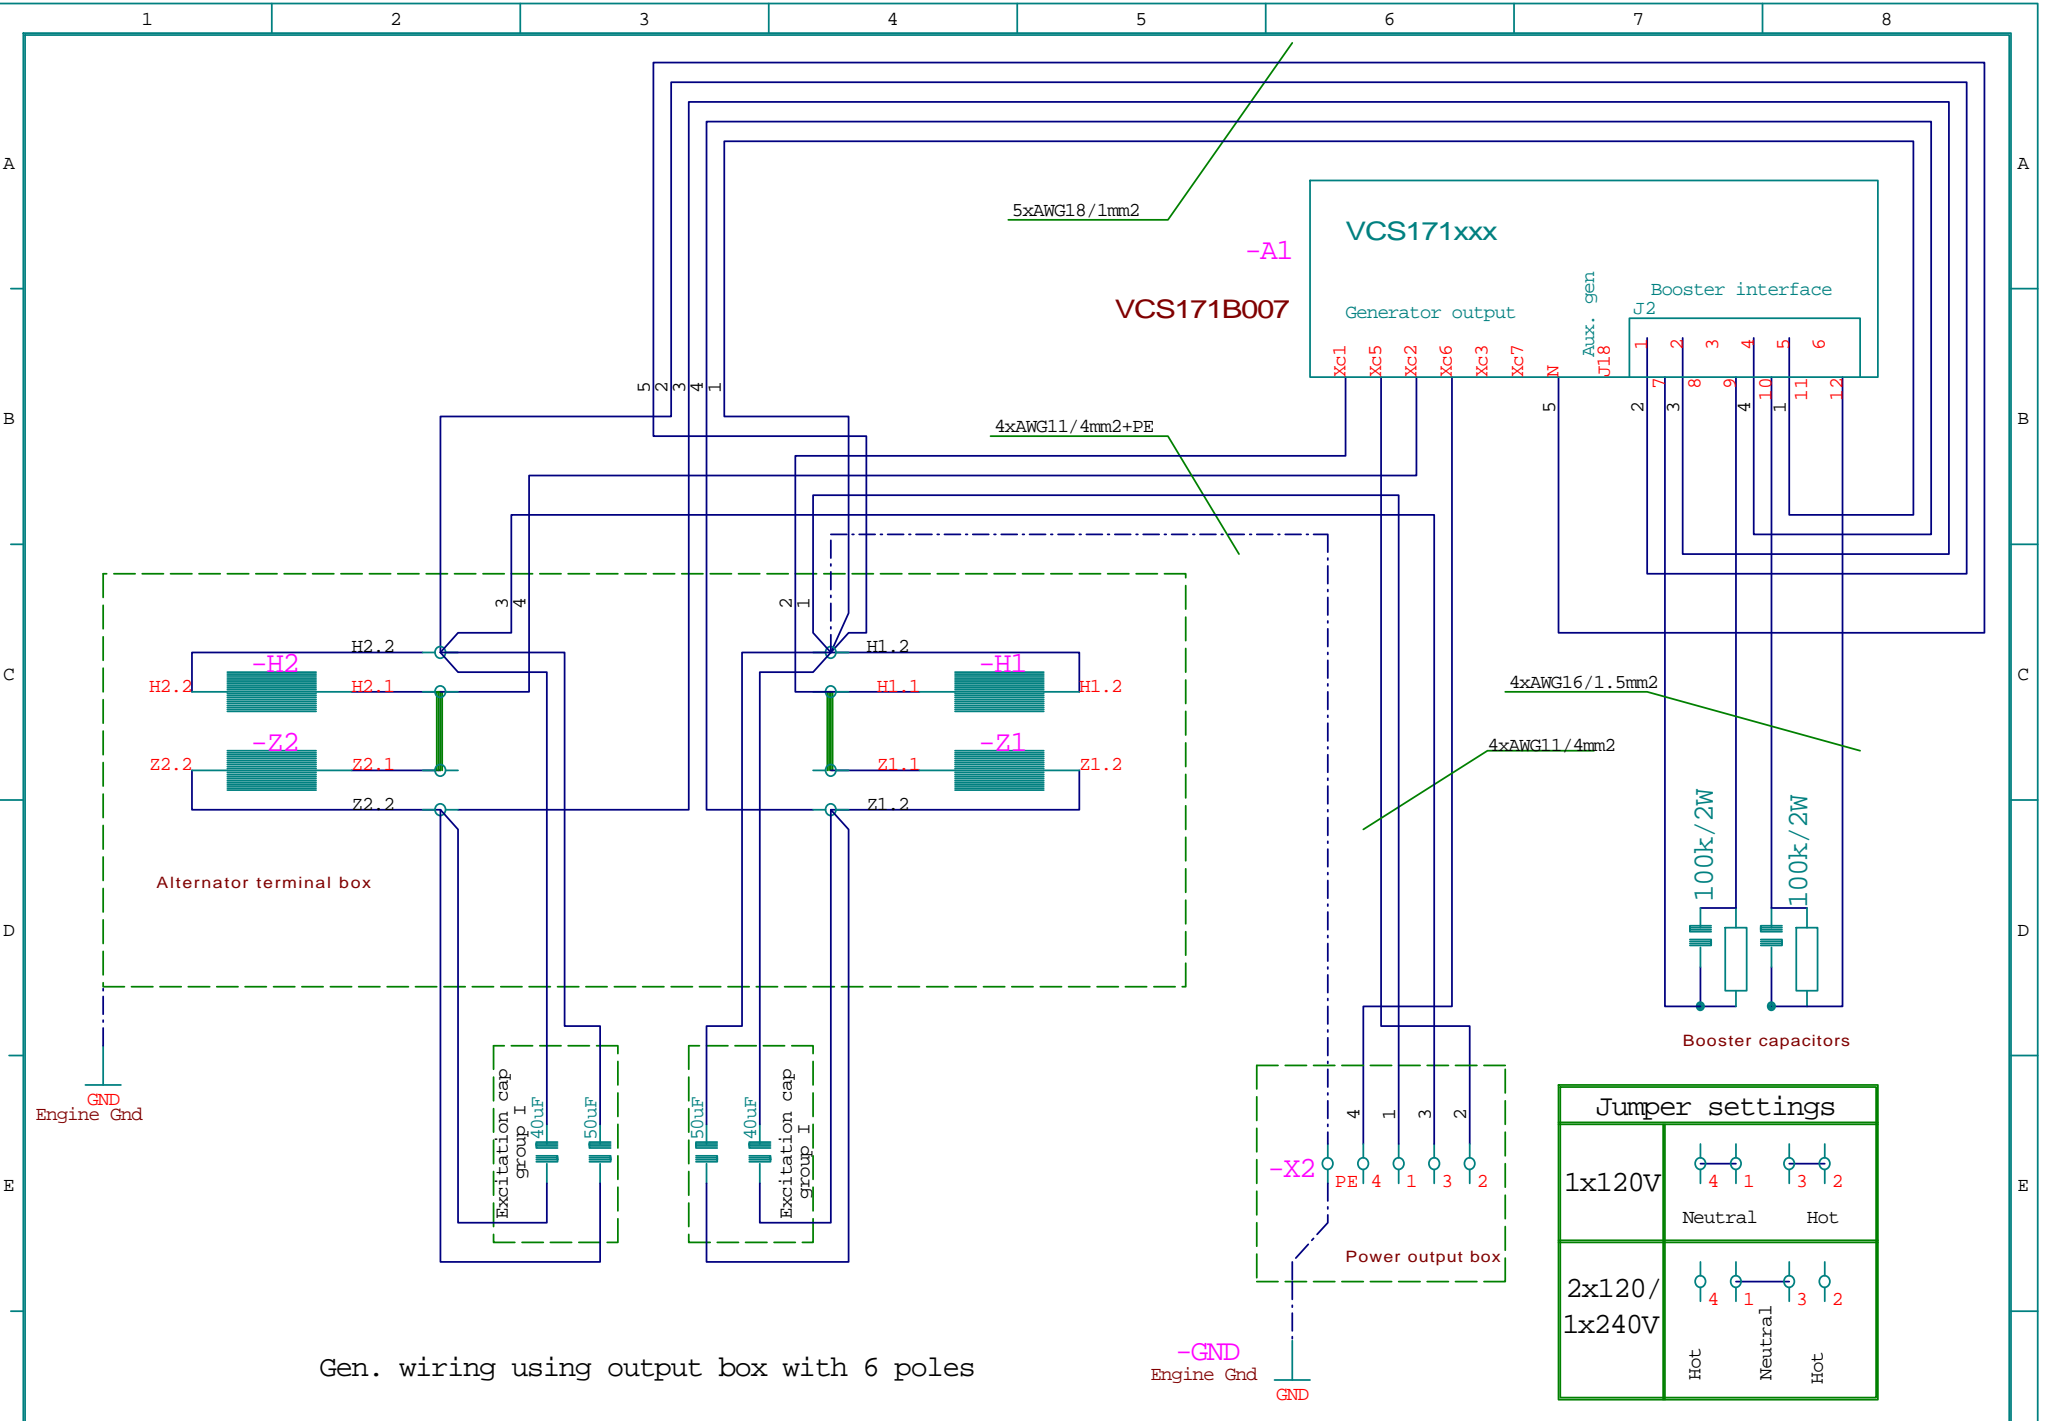 1 2 3 4 5 6 7 8
A A
5xAWG18/1mm2
VCS171xxx
-A1
VCS171B007
Generator output
Aux. gen
J18
Booster interface
J2
Xc1 Xc5 Xc2 Xc6 Xc3 Xc7 N
1 2 3 4 5 6
7 8 9 10 11 12
5 2 3 4 1
5 2 3 4 1
B B
4xAWG11/4mm2+PE
3 4
2 1
H2.2
-H2
H2.2
H2.1
-Z2
Z2.2
Z2.1
Z2.2
H1.2
-H1
H1.1
H1.2
-Z1
Z1.1
Z1.2
Z1.2
C C
4xAWG16/1.5mm2
4xAWG11/4mm2
Alternator terminal box
100k/2W
100k/2W
D D
Booster capacitors
GND
Engine Gnd
Excitation cap
group I
40uF
50uF
50uF
40uF
Excitation cap
group I
4 1 3 2
-X2
PE 4 1 3 2
Power output box
E E
Jumper settings
1x120V
4 1 3 2
Neutral Hot
2x120/
1x240V
4 1 3 2
Hot
Neutral
Hot
Gen. wiring using output box with 6 poles
-GND
Engine Gnd
GND